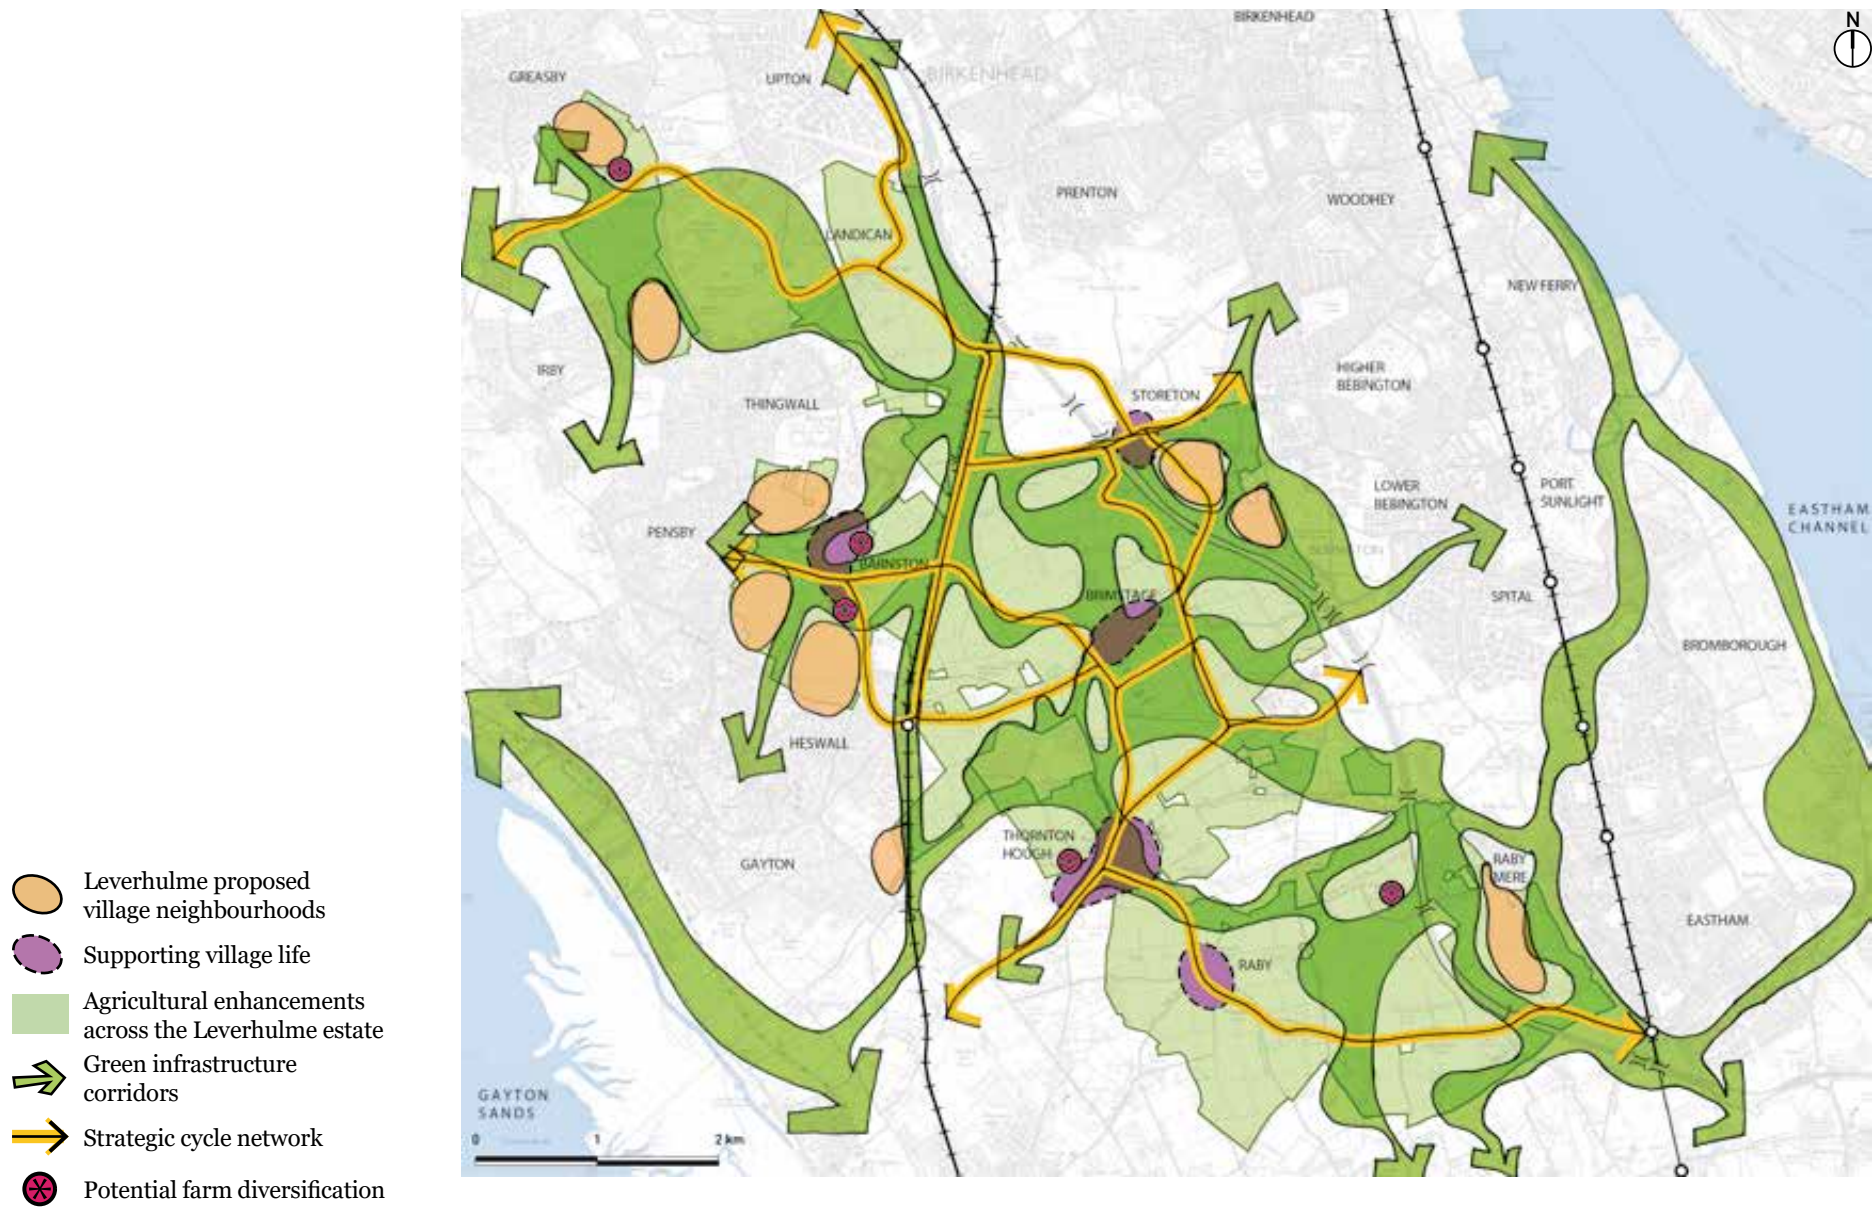 BIRKENHEAD
N
GREASBY
UPTON
BIRKENHEAD
PRENTON
WOODHEY
LANDICAN
NEW FERRY
IRBY
HIGHER
BEBINGTON
THINGWALL
STORETON
LOWER
BEBINGTON
PORT
SUNLIGHT
EASTHAM
CHANNEL
PENSBY
BARNSTON
BRIMSTAGE
SPITAL
BROMBOROUGH
HESWALL
THORNTON
HOUGH
GAYTON
RABY
MERE
EASTHAM
RABY
GAYTON
SANDS
0 1 2 km
Leverhulme proposed
village neighbourhoods
Supporting village life
Agricultural enhancements
across the Leverhulme estate
Green infrastructure
corridors
Strategic cycle network
Potential farm diversification